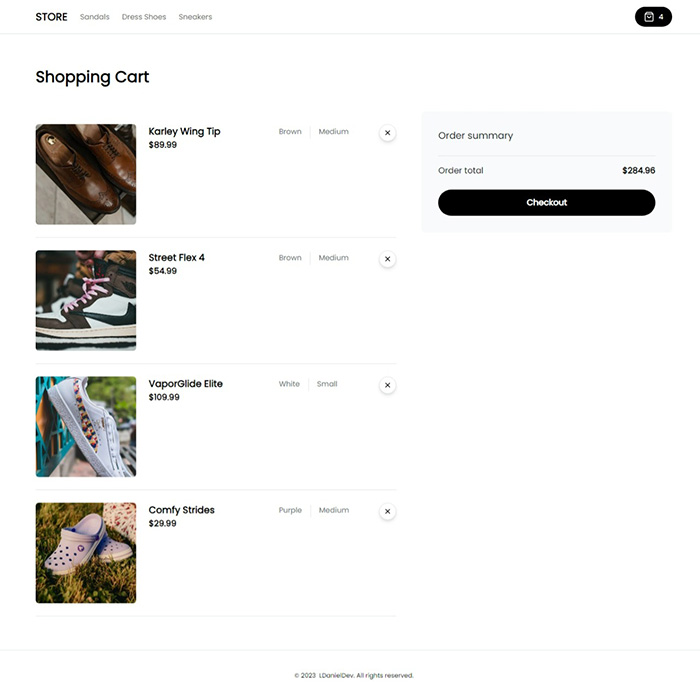 STORE Sandals Dress Shoes Sneakers 4
Shopping Cart
Karley Wing Tip Brown Medium
$89.99
Street Flex 4 Brown Medium
$54.99
VaporGlide Elite White Small
$109.99
Comfy Strides Purple Medium
$29.99
Order summary
Order total $284.96
Checkout
© 2023 LDanielDev. All rights reserved.